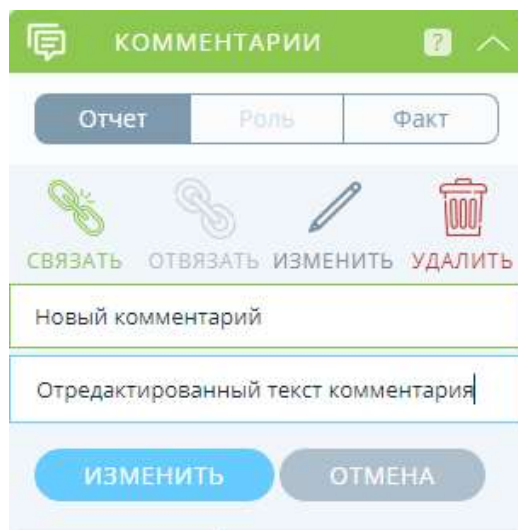 КОММЕНТАРИИ ?
Отчет Роль Факт
СВЯЗАТЬ ОТВЯЗАТЬ ИЗМЕНИТЬ УДАЛИТЬ
Новый комментарий
Отредактированный текст комментария
ИЗМЕНИТЬ ОТМЕНА